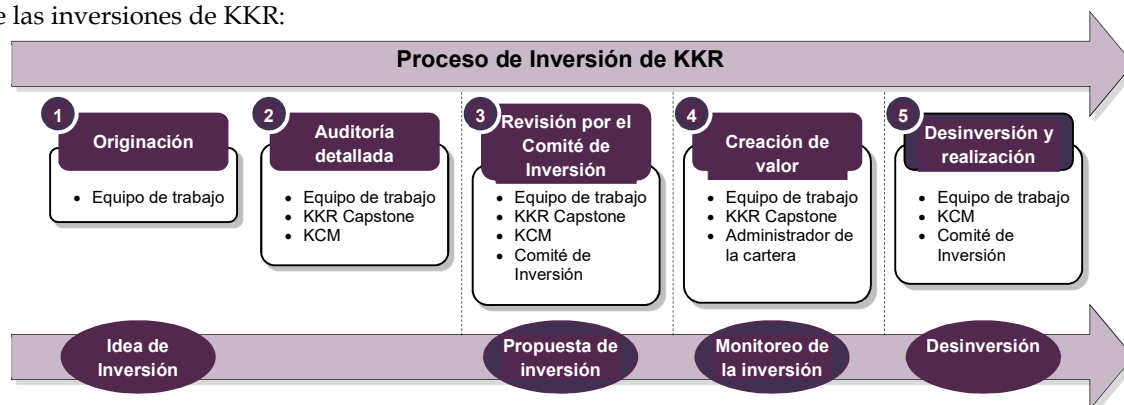 e las inversiones de KKR:
Proceso de Inversión de KKR
1
Originación
• Equipo de trabajo
2
Auditoría
detallada
• Equipo de trabajo
• KKR Capstone
• KCM
3
Revisión por el
Comité de
Inversión
• Equipo de trabajo
• KKR Capstone
• KCM
• Comité de
Inversión
4
Creación de
valor
• Equipo de trabajo
• KKR Capstone
• Administrador de
la cartera
5
Desinversión y
realización
• Equipo de trabajo
• KCM
• Comité de
Inversión
Idea de
Inversión
Propuesta de
inversión
Monitoreo de
la inversión
Desinversión